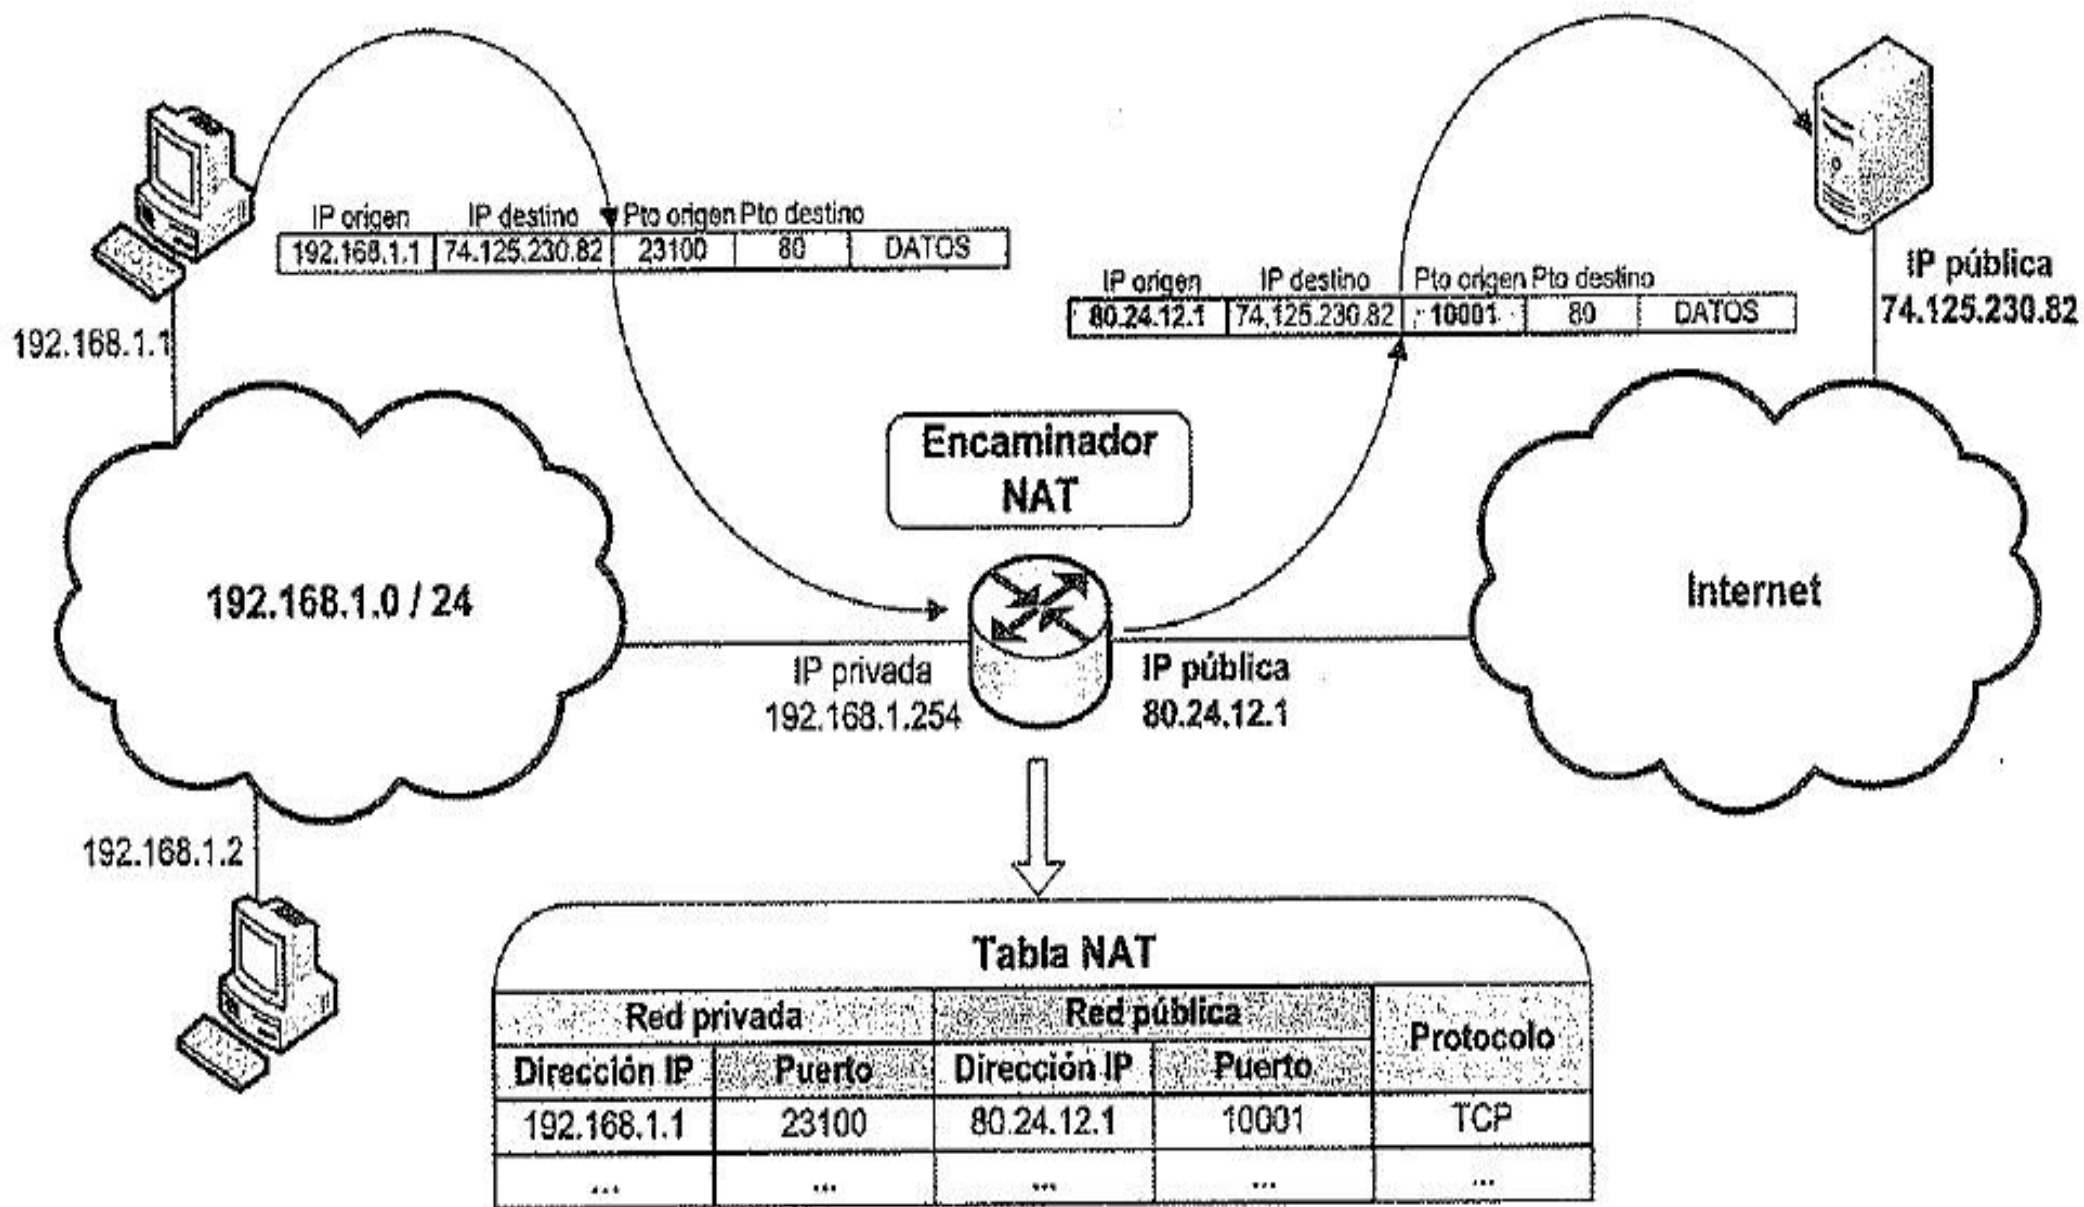 IP origen IP destino Pto origen Pto destino
192.168.1.1 74.125.230.82 23100 80 DATOS
192.168.1.1
IP origen IP destino Pto origen Pto destino
80.24.12.1 74.125.230.82 10001 80 DATOS
IP pública
74.125.230.82
Encaminador
NAT
192.168.1.0 / 24
Internet
IP privada
192.168.1.254
IP pública
80.24.12.1
192.168.1.2
Tabla NAT
Red privada Red pública Protocolo
Dirección IP Puerto Dirección IP Puerto
192.168.1.1 23100 80.24.12.1 10001 TCP
... ... ... ... ...